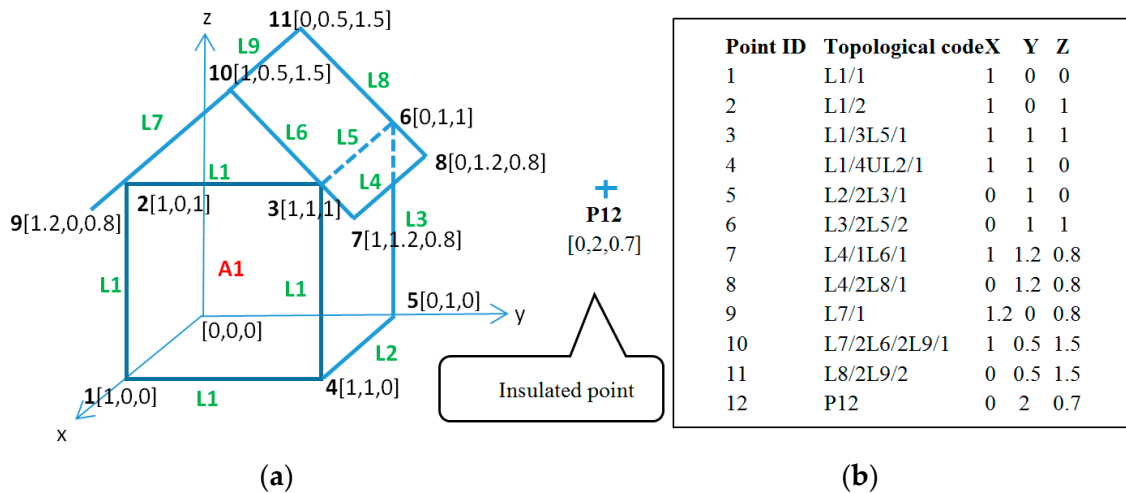 z
11[0,0.5,1.5]
L9
10[1,0.5,1.5]
L8
L7
L6
L5
6[0,1,1]
L1
L4
8[0,1.2,0.8]
2[1,0,1]
3[1,1,1]
L3
9[1.2,0,0.8]
7[1,1.2,0.8]
A1
L1
L1
5[0,1,0]
[0,0,0]
y
L2
1[1,0,0]
L1
4[1,1,0]
x
P12
[0,2,0.7]
Insulated point
(a)
Point ID Topological code X Y Z
1 L1/1 1 0 0
2 L1/2 1 0 1
3 L1/3L5/1 1 1 1
4 L1/4UL2/1 1 1 0
5 L2/2L3/1 0 1 0
6 L3/2L5/2 0 1 1
7 L4/1L6/1 1 1.2 0.8
8 L4/2L8/1 0 1.2 0.8
9 L7/1 1.2 0 0.8
10 L7/2L6/2L9/1 1 0.5 1.5
11 L8/2L9/2 0 0.5 1.5
12 P12 0 2 0.7
(b)